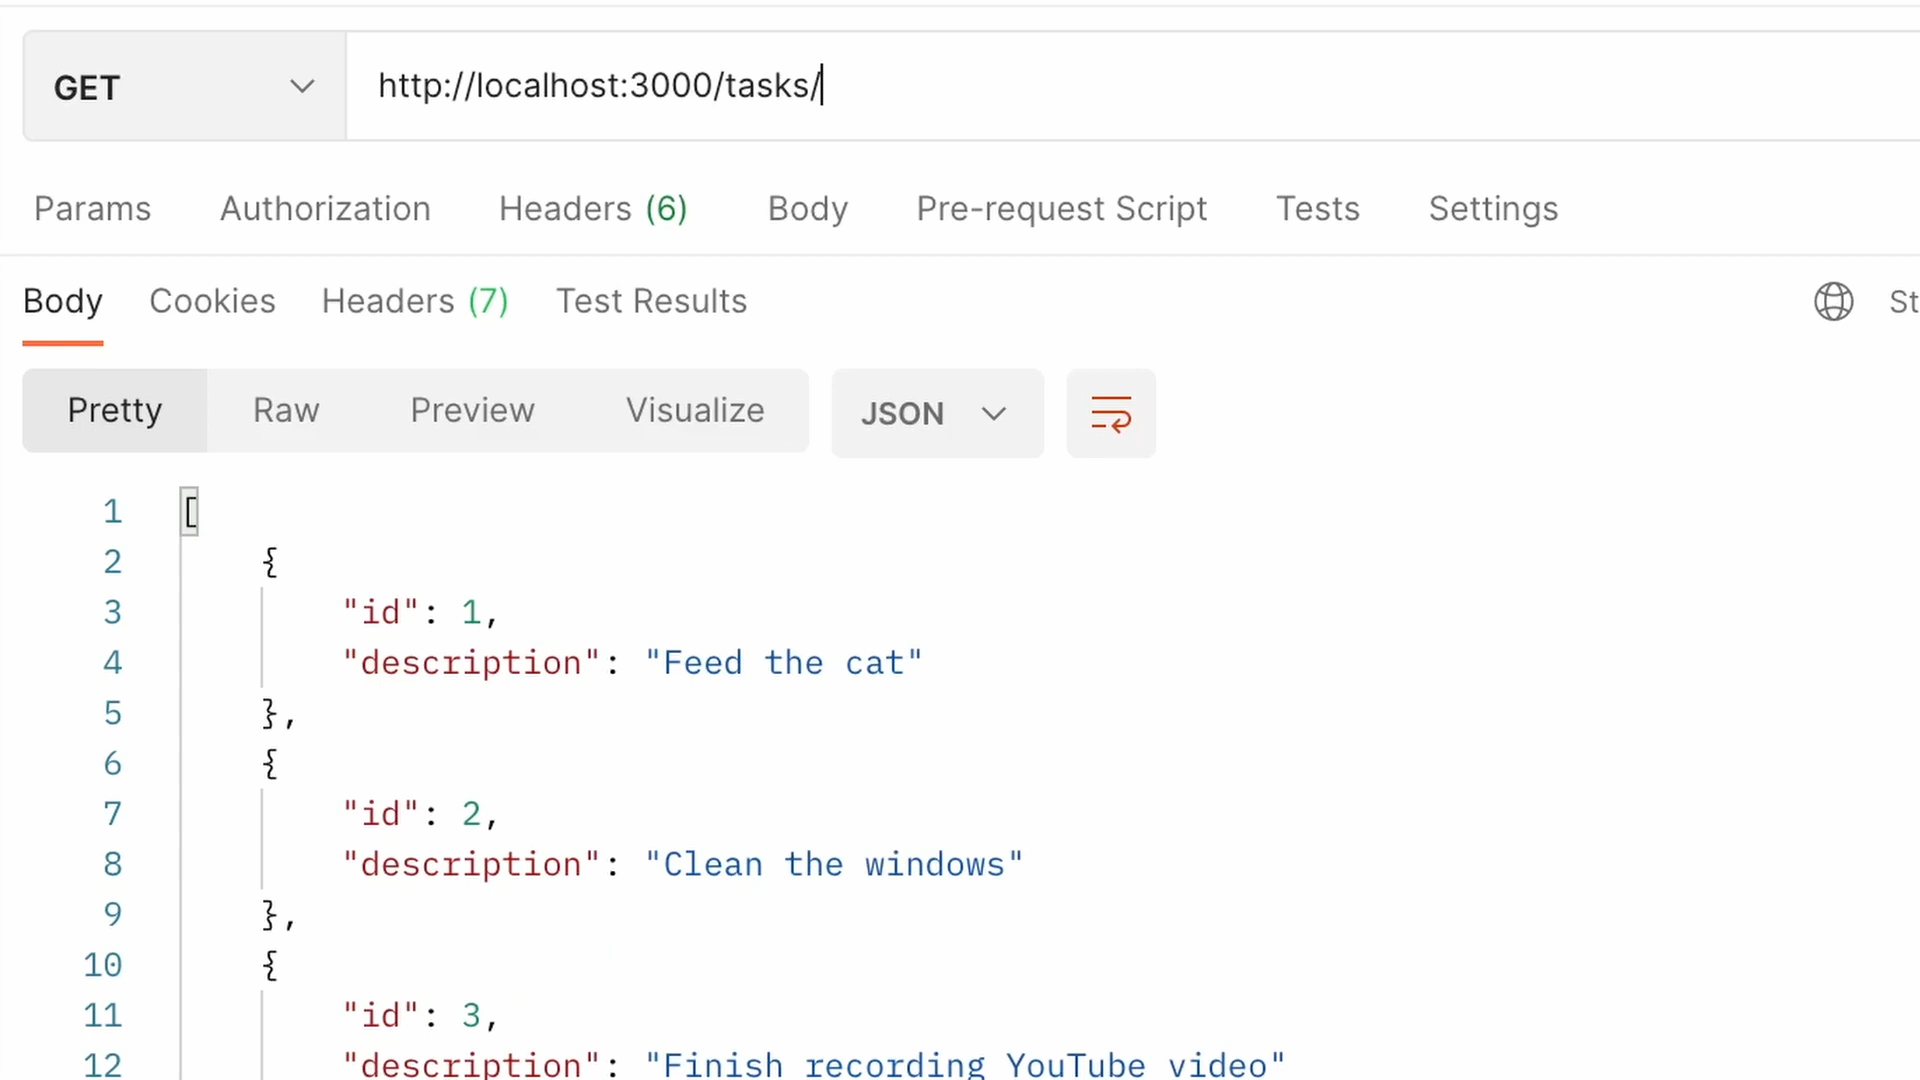 GET http://localhost:3000/tasks/
Params Authorization Headers (6) Body Pre-request Script Tests Settings
Body Cookies Headers (7) Test Results St
Pretty Raw Preview Visualize JSON
1 [
2 {
3 "id": 1,
4 "description": "Feed the cat"
5 },
6 {
7 "id": 2,
8 "description": "Clean the windows"
9 },
10 {
11 "id": 3,
12 "description": "Finish recording YouTube video"